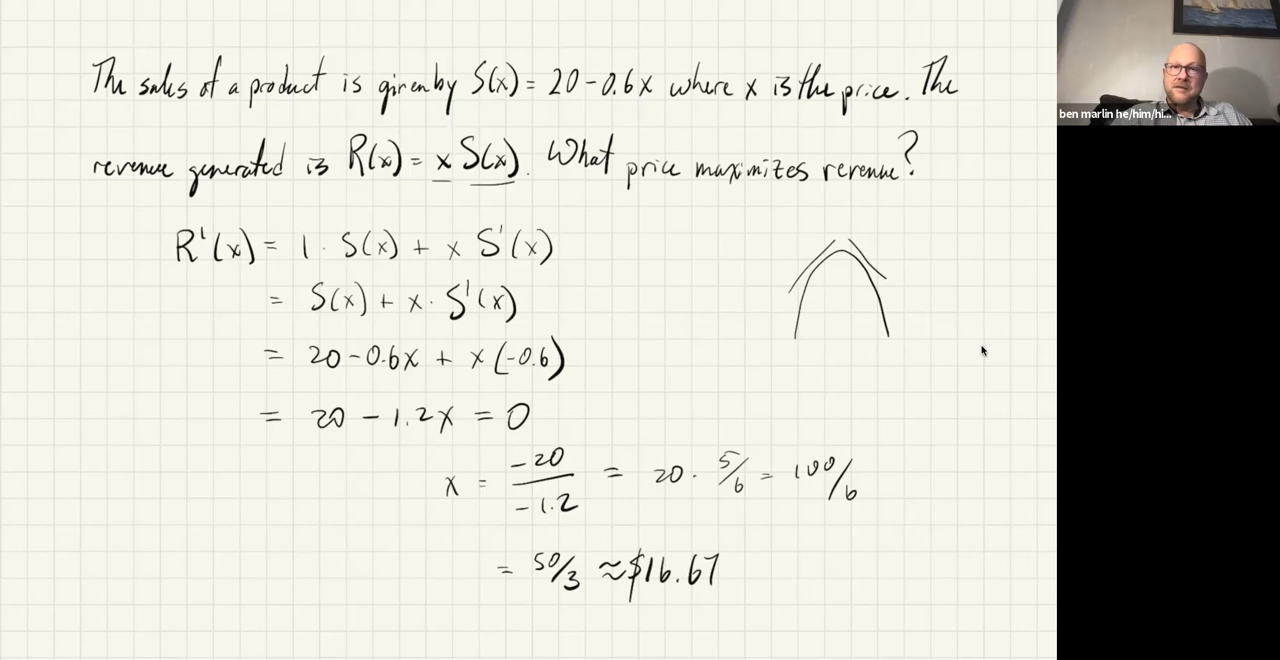 The sales of a product is given by S(x) = 20 - 0.6x where x is the price. The
revenue generated is R(x) = x S(x). What price maximizes revenue?
R'(x) = 1 · S(x) + x S'(x)
= S(x) + x · S'(x)
= 20 - 0.6x + x(-0.6)
= 20 - 1.2x = 0
x = -20/-1.2 = 20 · 5/6 = 100/6
= 50/3 ≈ $16.67
ben marlin he/him/hi...